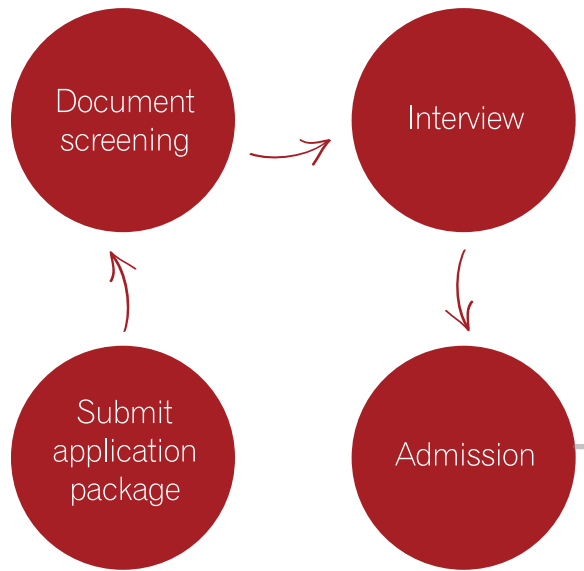 Document
screening
Interview
Submit
application
package
Admission